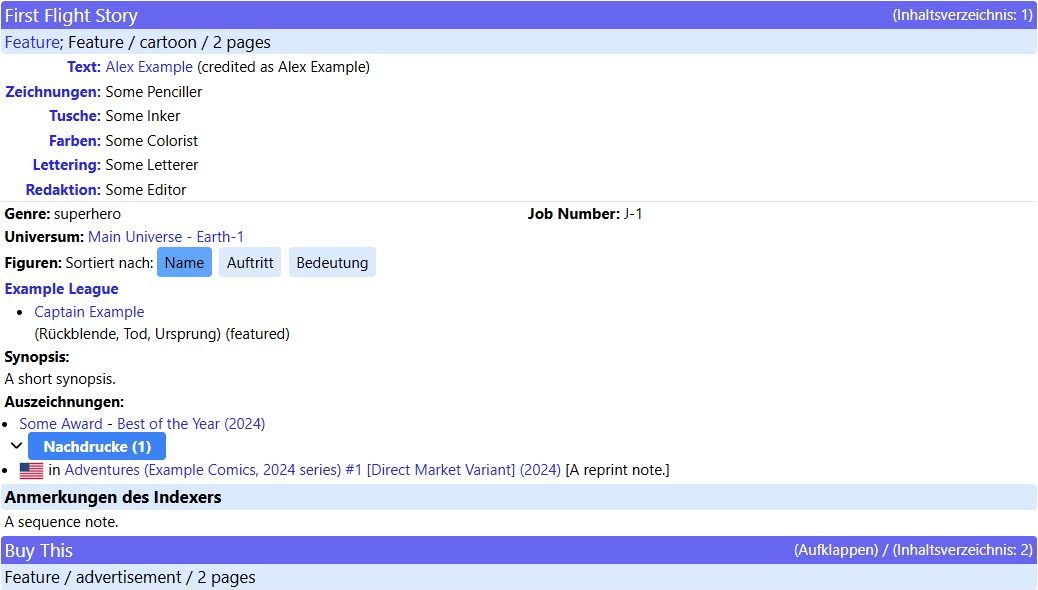 First Flight Story (Inhaltsverzeichnis: 1)
Feature; Feature / cartoon / 2 pages
Text: Alex Example (credited as Alex Example)
Zeichnungen: Some Penciller
Tusche: Some Inker
Farben: Some Colorist
Lettering: Some Letterer
Redaktion: Some Editor
Genre: superhero Job Number: J-1
Universum: Main Universe - Earth-1
Figuren: Sortiert nach: Name Auftritt Bedeutung
Example League
• Captain Example
(Rückblende, Tod, Ursprung) (featured)
Synopsis:
A short synopsis.
Auszeichnungen:
• Some Award - Best of the Year (2024)
Nachdrucke (1)
• in Adventures (Example Comics, 2024 series) #1 [Direct Market Variant] (2024) [A reprint note.]
Anmerkungen des Indexers
A sequence note.
Buy This (Aufklappen) / (Inhaltsverzeichnis: 2)
Feature / advertisement / 2 pages